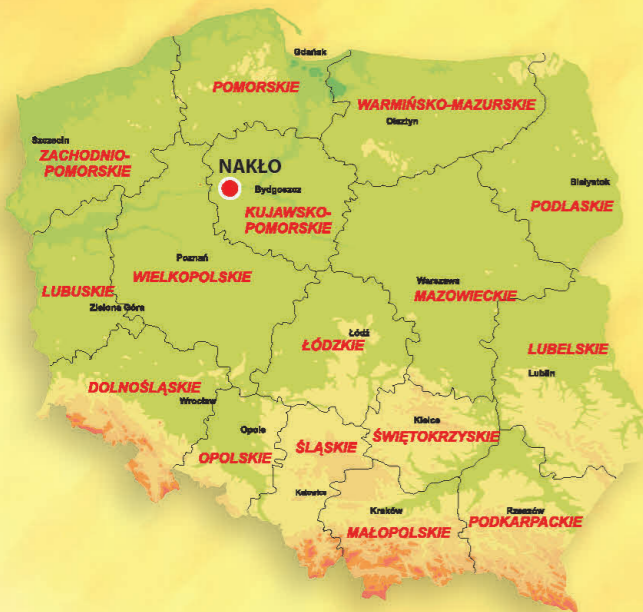 Gdańsk
POMORSKIE
WARMIŃSKO-MAZURSKIE
Olsztyn
Szczecin
ZACHODNIO-
POMORSKIE
NAKŁO
Bydgoszcz
KUJAWSKO-
POMORSKIE
Białystok
PODLASKIE
Poznań
WIELKOPOLSKIE
LUBUSKIE
Zielona Góra
Warszawa
MAZOWIECKIE
Łódź
ŁÓDZKIE
LUBELSKIE
Lublin
DOLNOŚLĄSKIE
Wrocław
Opole
OPOLSKIE
ŚLĄSKIE
Katowice
Kielce
ŚWIĘTOKRZYSKIE
Kraków
MAŁOPOLSKIE
Rzeszów
PODKARPACKIE